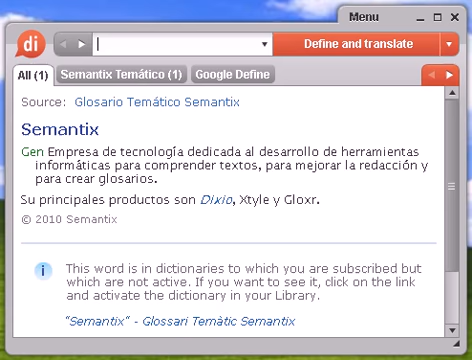 Menu
di
Define and translate
All (1)
Semantix Temático (1)
Google Define
Source: Glosario Temático Semantix
Semantix
Gen Empresa de tecnología dedicada al desarrollo de herramientas
informáticas para comprender textos, para mejorar la redacción y
para crear glosarios.
Su principales producto son Dixio, Xtyle y Gloxr.
© 2010 Semantix
i
This word is in dictionaries to which you are subscribed but
which are not active. If you want to see it, click on the link
and activate the dictionary in your Library.
"Semantix" - Glossari Temàtic Semantix